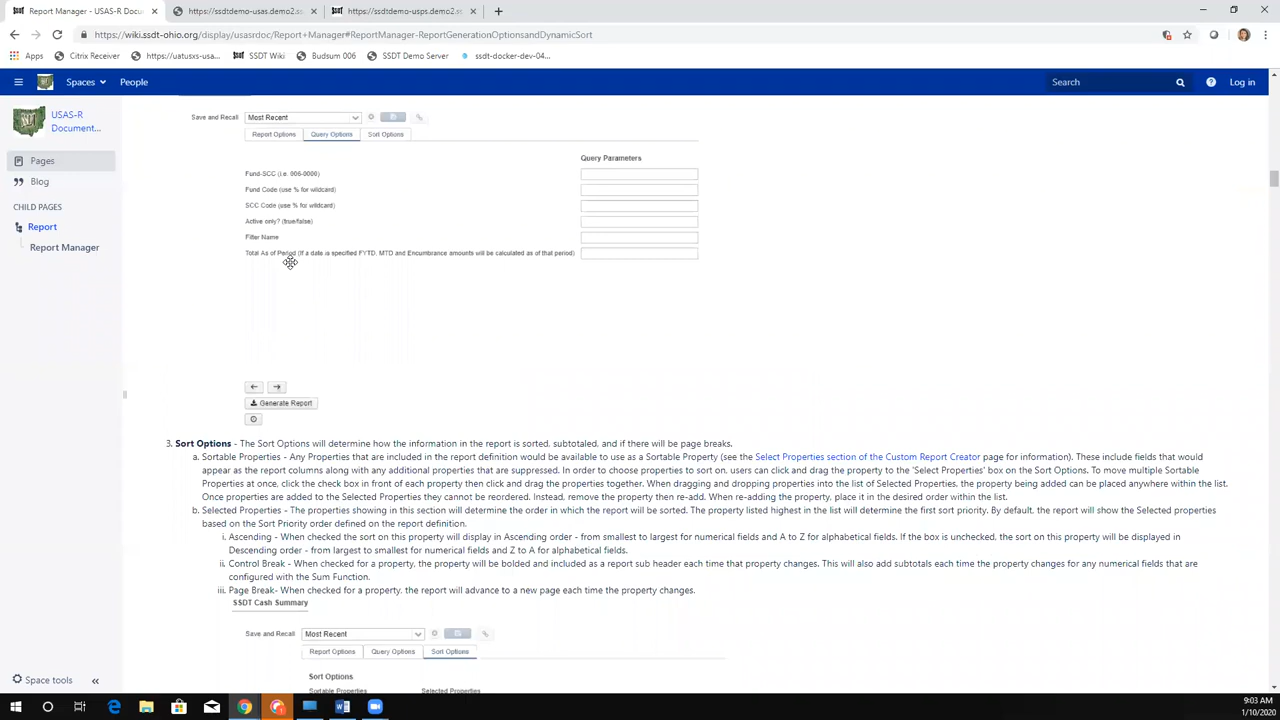 Report Manager - USAS-R Docume
https://ssdtdemo-usas.demo2.ss
https://ssdtdemo-usps.demo2.ss
https://wiki.ssdt-ohio.org/display/usasrdoc/Report+Manager#ReportManager-ReportGenerationOptionsandDynamicSort
Apps
Citrix Receiver
https://uatusxs-usa...
SSDT Wiki
Budsum 006
SSDT Demo Server
ssdt-docker-dev-04...
Spaces
People
Search
Log in
USAS-R
Document...
Pages
Blog
CHILD PAGES
Report
Report Manager
Save and Recall
Most Recent
Report Options
Query Options
Sort Options
Query Parameters
Fund-SCC (i.e. 006-0000)
Fund Code (use % for wildcard)
SCC Code (use % for wildcard)
Active only? (true/false)
Filter Name
Total As of Period (If a date is specified FYTD, MTD and Encumbrance amounts will be calculated as of that period)
Generate Report
3. Sort Options - The Sort Options will determine how the information in the report is sorted, subtotaled, and if there will be page breaks.
a. Sortable Properties - Any Properties that are included in the report definition would be available to use as a Sortable Property (see the Select Properties section of the Custom Report Creator page for information). These include fields that would
appear as the report columns along with any additional properties that are suppressed. In order to choose properties to sort on, users can click and drag the property to the 'Select Properties' box on the Sort Options. To move multiple Sortable
Properties at once, click the check box in front of each property then click and drag the properties together. When dragging and dropping properties into the list of Selected Properties, the property being added can be placed anywhere within the list.
Once properties are added to the Selected Properties they cannot be reordered. Instead, remove the property then re-add. When re-adding the property, place it in the desired order within the list.
b. Selected Properties - The properties showing in this section will determine the order in which the report will be sorted. The property listed highest in the list will determine the first sort priority. By default, the report will show the Selected properties
based on the Sort Priority order defined on the report definition.
i. Ascending - When checked the sort on this property will display in Ascending order - from smallest to largest for numerical fields and A to Z for alphabetical fields. If the box is unchecked, the sort on this property will be displayed in
Descending order - from largest to smallest for numerical fields and Z to A for alphabetical fields.
ii. Control Break - When checked for a property, the property will be bolded and included as a report sub header each time that property changes. This will also add subtotals each time the property changes for any numerical fields that are
configured with the Sum Function.
iii. Page Break- When checked for a property, the report will advance to a new page each time the property changes.
SSDT Cash Summary
Save and Recall
Most Recent
Report Options
Query Options
Sort Options
Sort Options
Sortable Properties
Selected Properties
Space tools
9:03 AM
1/10/2020